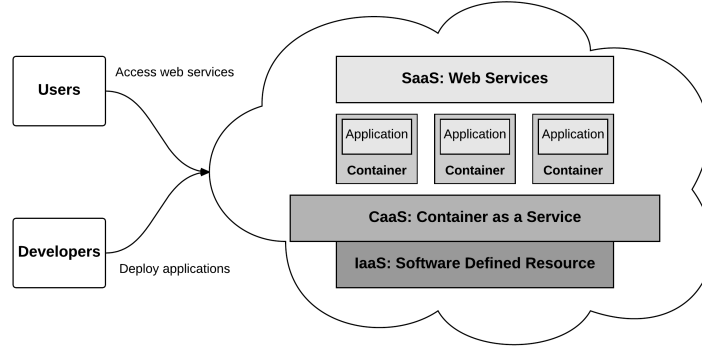 Access web services
Users
SaaS: Web Services
Application
Application
Application
Container
Container
Container
CaaS: Container as a Service
Developers
IaaS: Software Defined Resource
Deploy applications